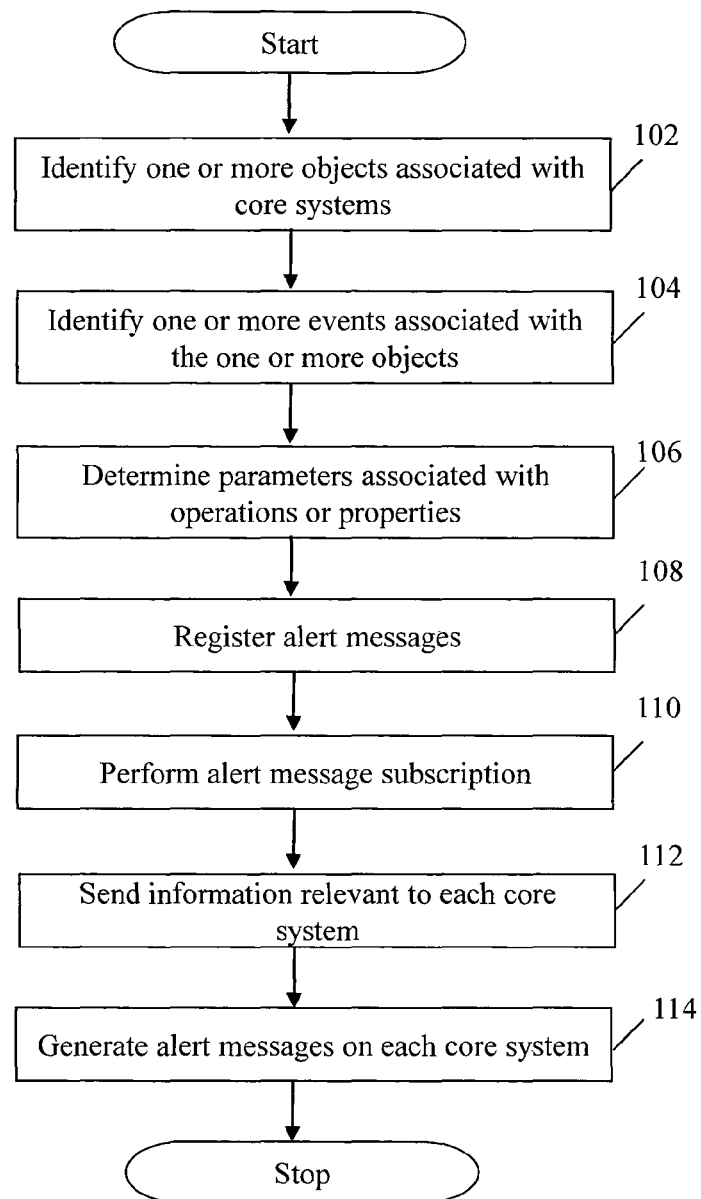 Start
102
Identify one or more objects associated with
core systems
104
Identify one or more events associated with
the one or more objects
106
Determine parameters associated with
operations or properties
108
Register alert messages
110
Perform alert message subscription
112
Send information relevant to each core
system
114
Generate alert messages on each core system
Stop